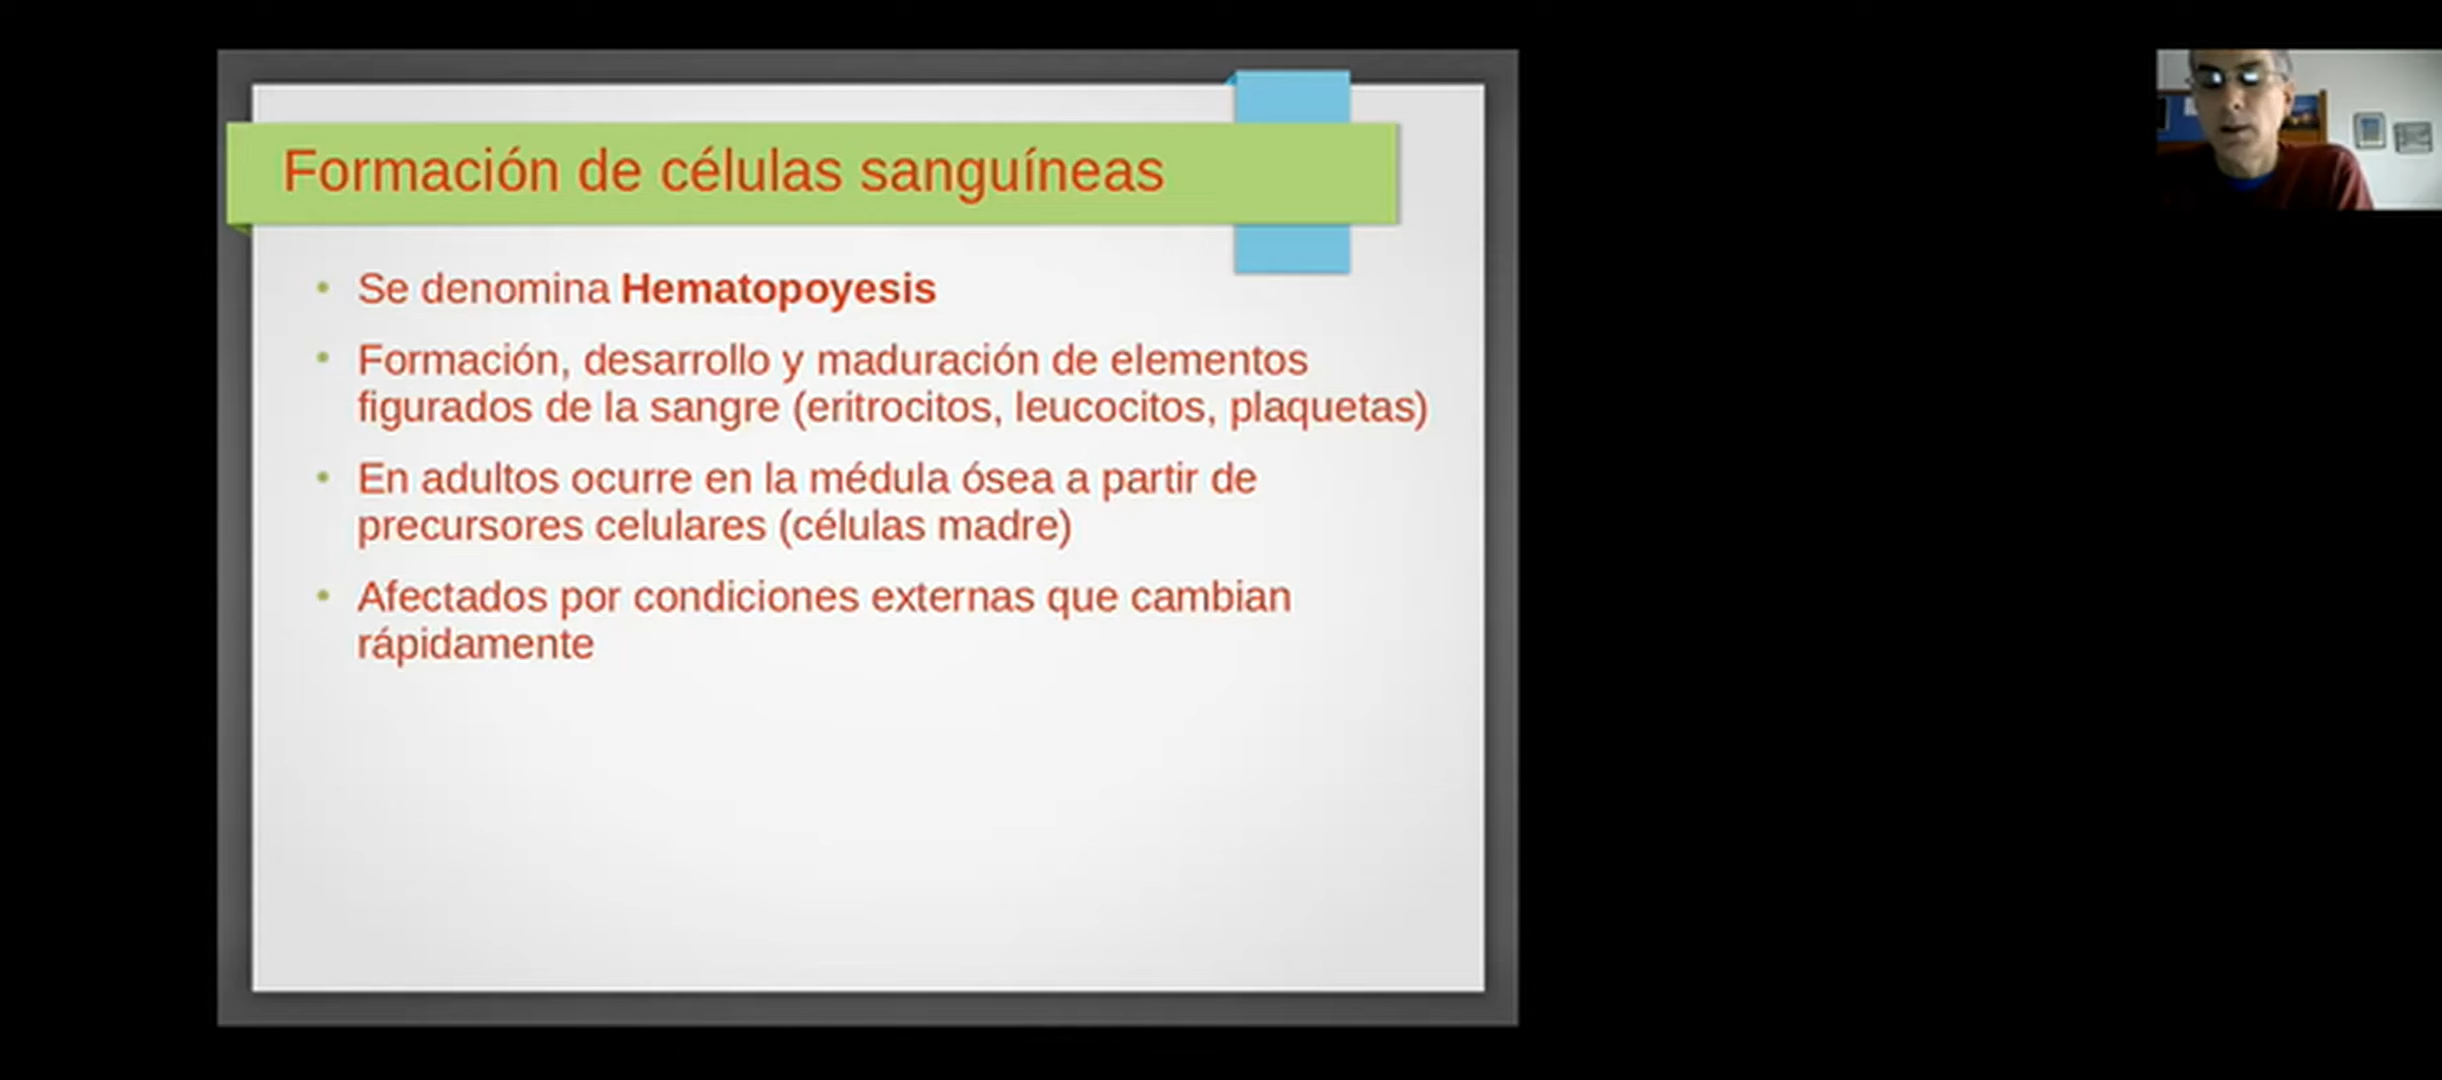 Formación de células sanguíneas
• Se denomina Hematopoyesis
• Formación, desarrollo y maduración de elementos
figurados de la sangre (eritrocitos, leucocitos, plaquetas)
• En adultos ocurre en la médula ósea a partir de
precursores celulares (células madre)
• Afectados por condiciones externas que cambian
rápidamente